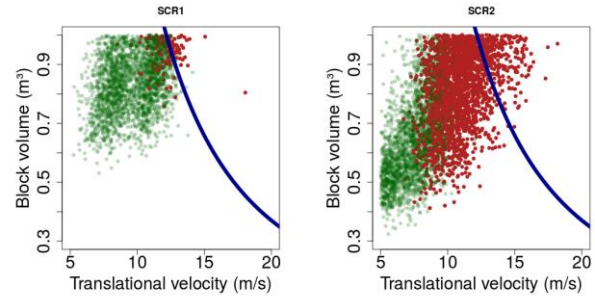 SCR1
Block volume (m³)
0.9
0.7
0.5
0.3
5
10
15
20
Translational velocity (m/s)
SCR2
Block volume (m³)
0.9
0.7
0.5
0.3
5
10
15
20
Translational velocity (m/s)